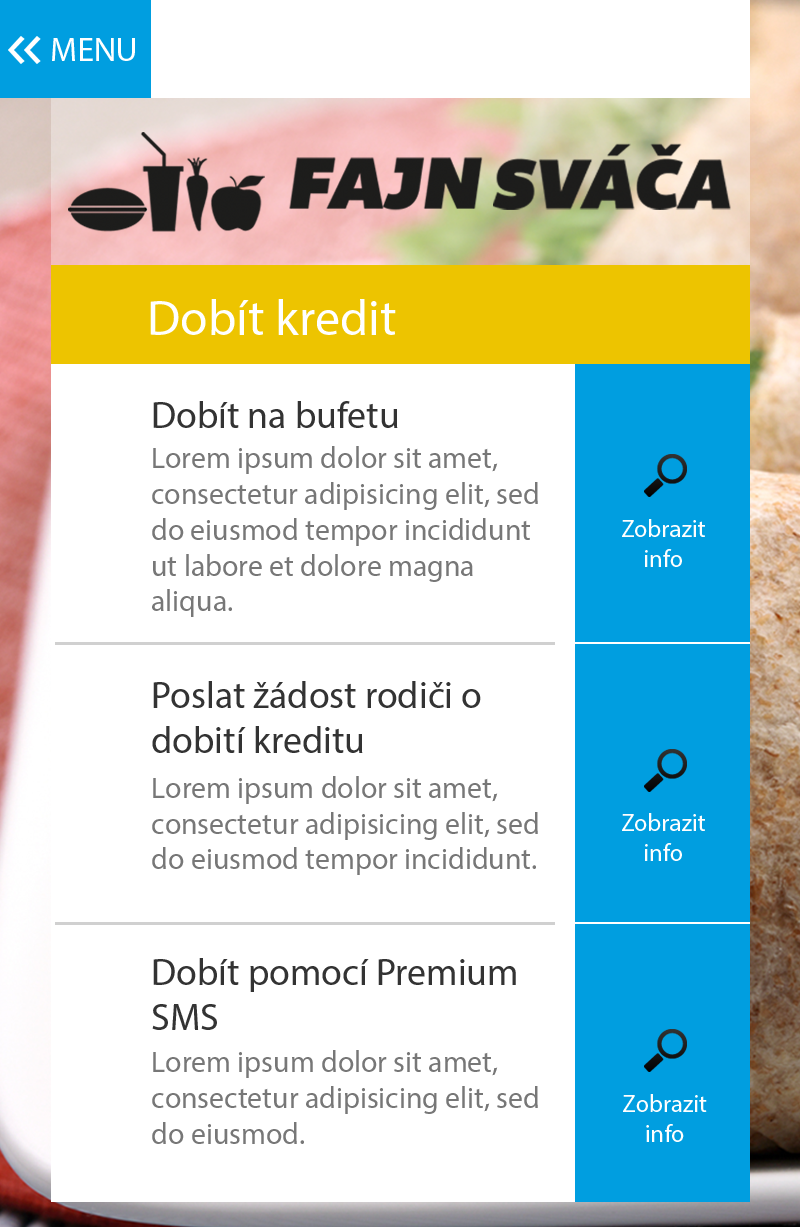 MENU
FAJN SVÁČA
Dobít kredit
Dobít na bufetu
Lorem ipsum dolor sit amet,
consectetur adipisicing elit, sed
do eiusmod tempor incididunt
ut labore et dolore magna
aliqua.
Zobrazit
info
Poslat žádost rodiči o
dobití kreditu
Lorem ipsum dolor sit amet,
consectetur adipisicing elit, sed
do eiusmod tempor incididunt.
Zobrazit
info
Dobít pomocí Premium
SMS
Lorem ipsum dolor sit amet,
consectetur adipisicing elit, sed
do eiusmod.
Zobrazit
info